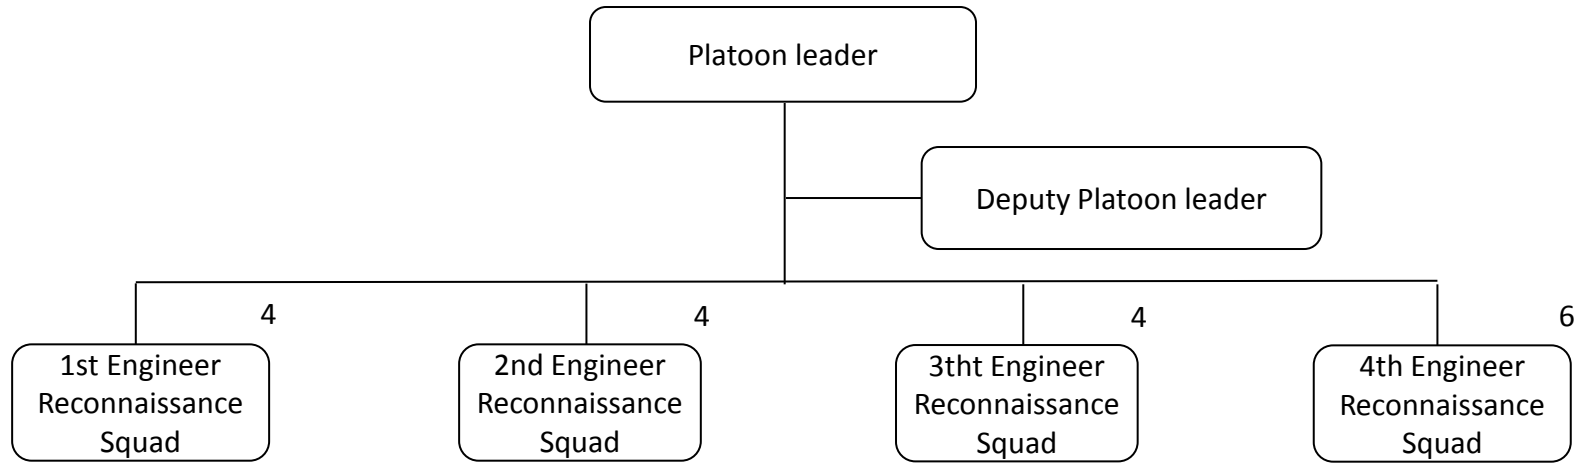 Platoon leader
Deputy Platoon leader
4
4
4
6
1st Engineer
Reconnaissance
Squad
2nd Engineer
Reconnaissance
Squad
3tht Engineer
Reconnaissance
Squad
4th Engineer
Reconnaissance
Squad